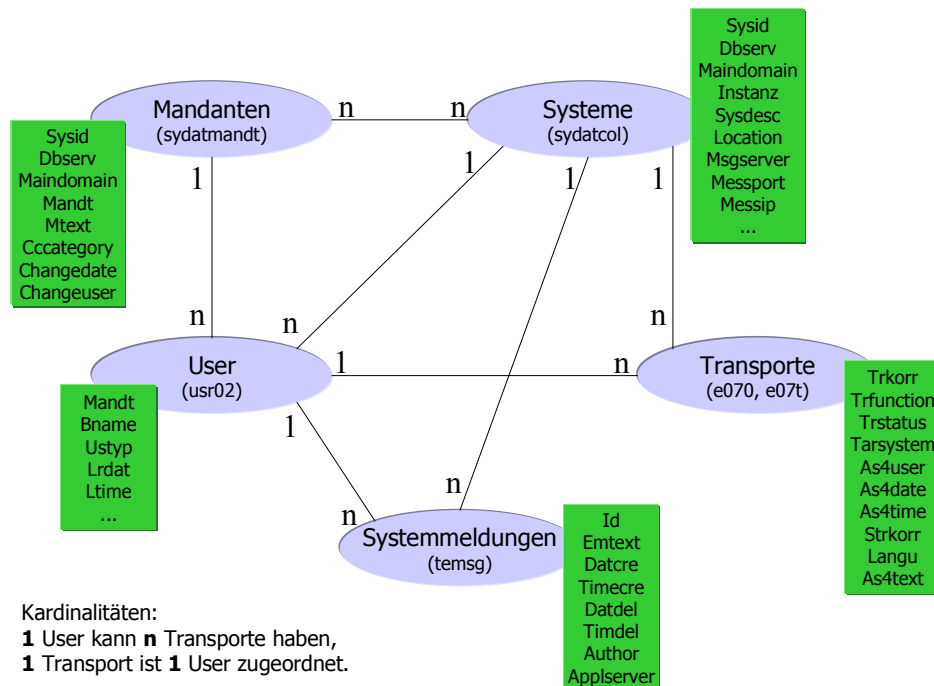 Sysid
Dbserv
Maindomain
Instanz
Sysdesc
Location
Msgserver
Messport
Messip
...
Mandanten
(sydatmandt)
n
n
Systeme
(sydatcol)
Sysid
Dbserv
Maindomain
Mandt
Mtext
Cccategory
Changedate
Changeuser
1
1
1
1
n
n
n
User
(usr02)
1
n
Transporte
(e070, e07t)
Mandt
Bname
Ustyp
Lrdat
Ltime
...
1
n
n
Trkorr
Trfunction
Trstatus
Tarsystem
As4user
As4date
As4time
Strkorr
Langu
As4text
Systemmeldungen
(temsg)
Id
Emtext
Datcre
Timecre
Datdel
Timdel
Author
Applserver
Kardinalitäten:
1 User kann n Transporte haben,
1 Transport ist 1 User zugeordnet.